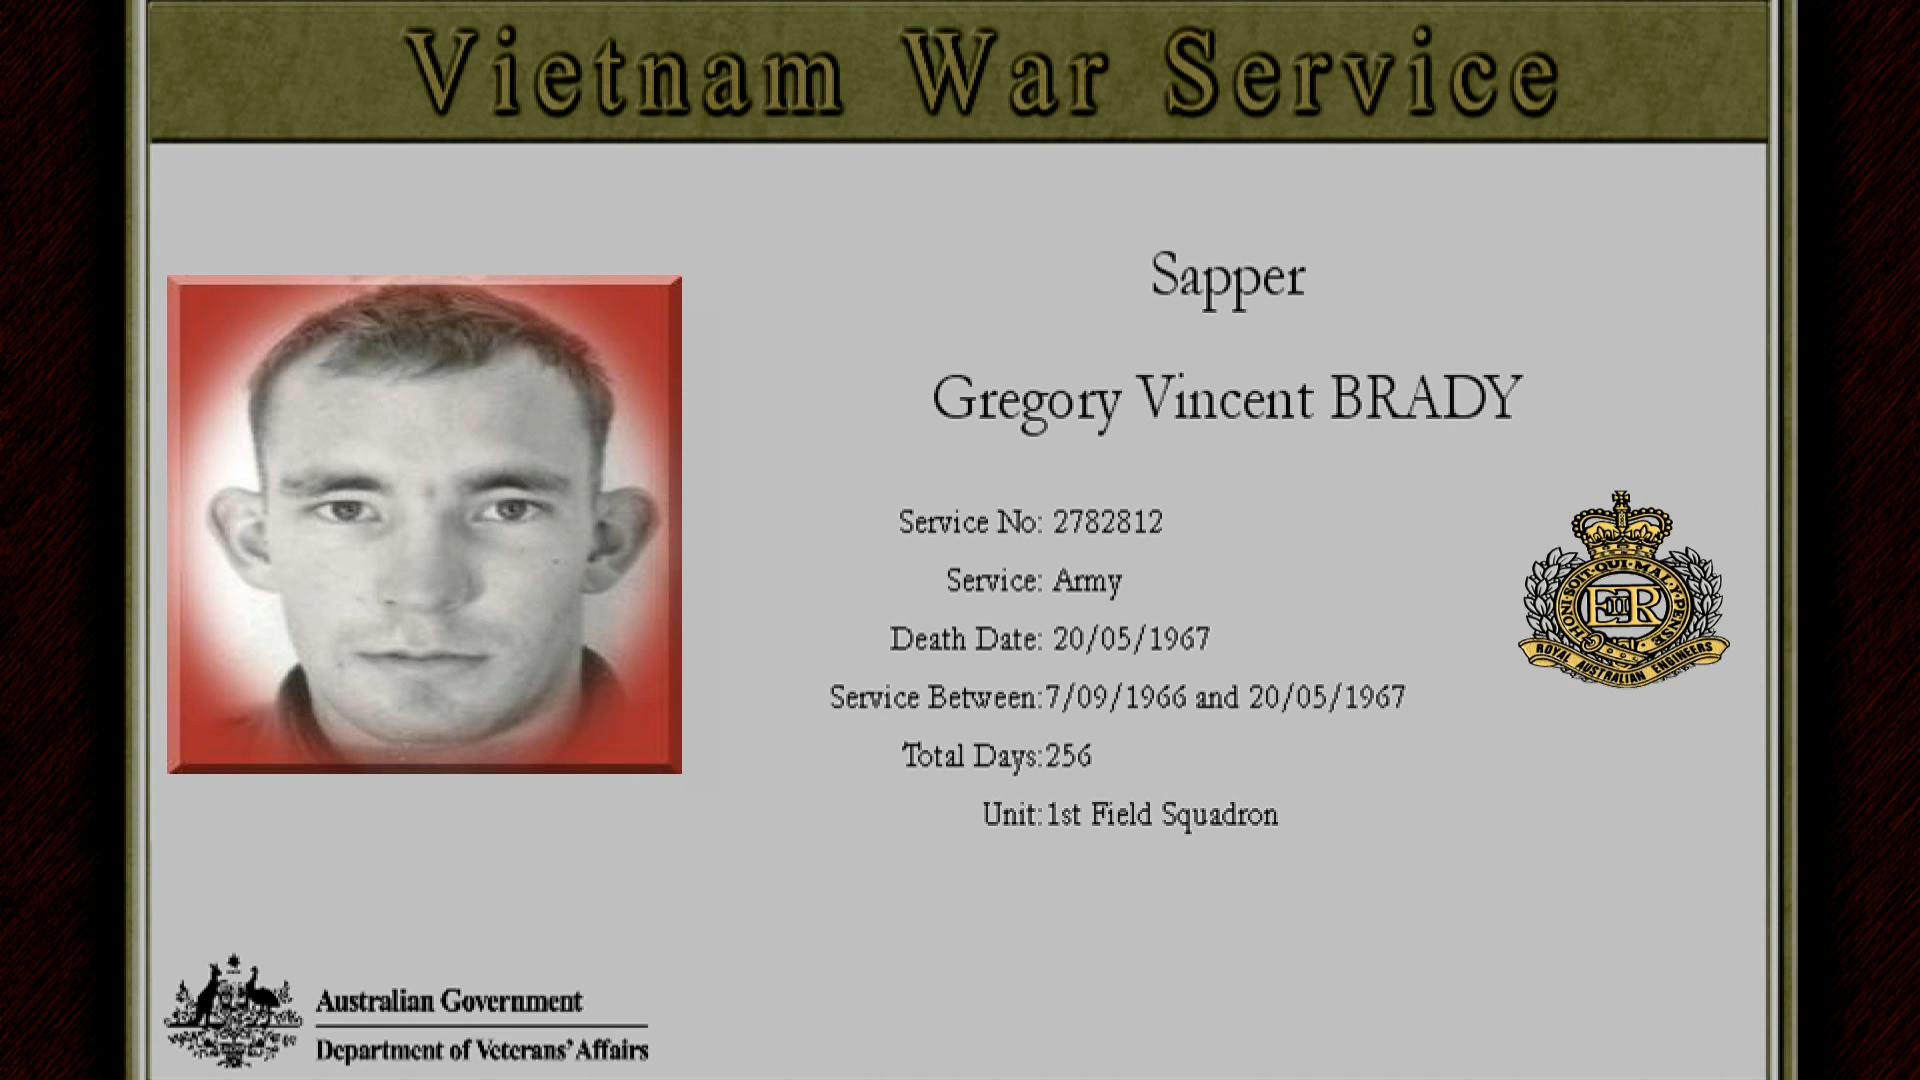 Vietnam War Service
Sapper
Gregory Vincent BRADY
Service No: 2782812
Service: Army
Death Date: 20/05/1967
Service Between:7/09/1966 and 20/05/1967
Total Days:256
Unit:1st Field Squadron
HONI·SOIT·QUI·MAL·Y·PENSE
EIIR
ROYAL AUSTRALIAN ENGINEERS
Australian Government
Department of Veterans' Affairs